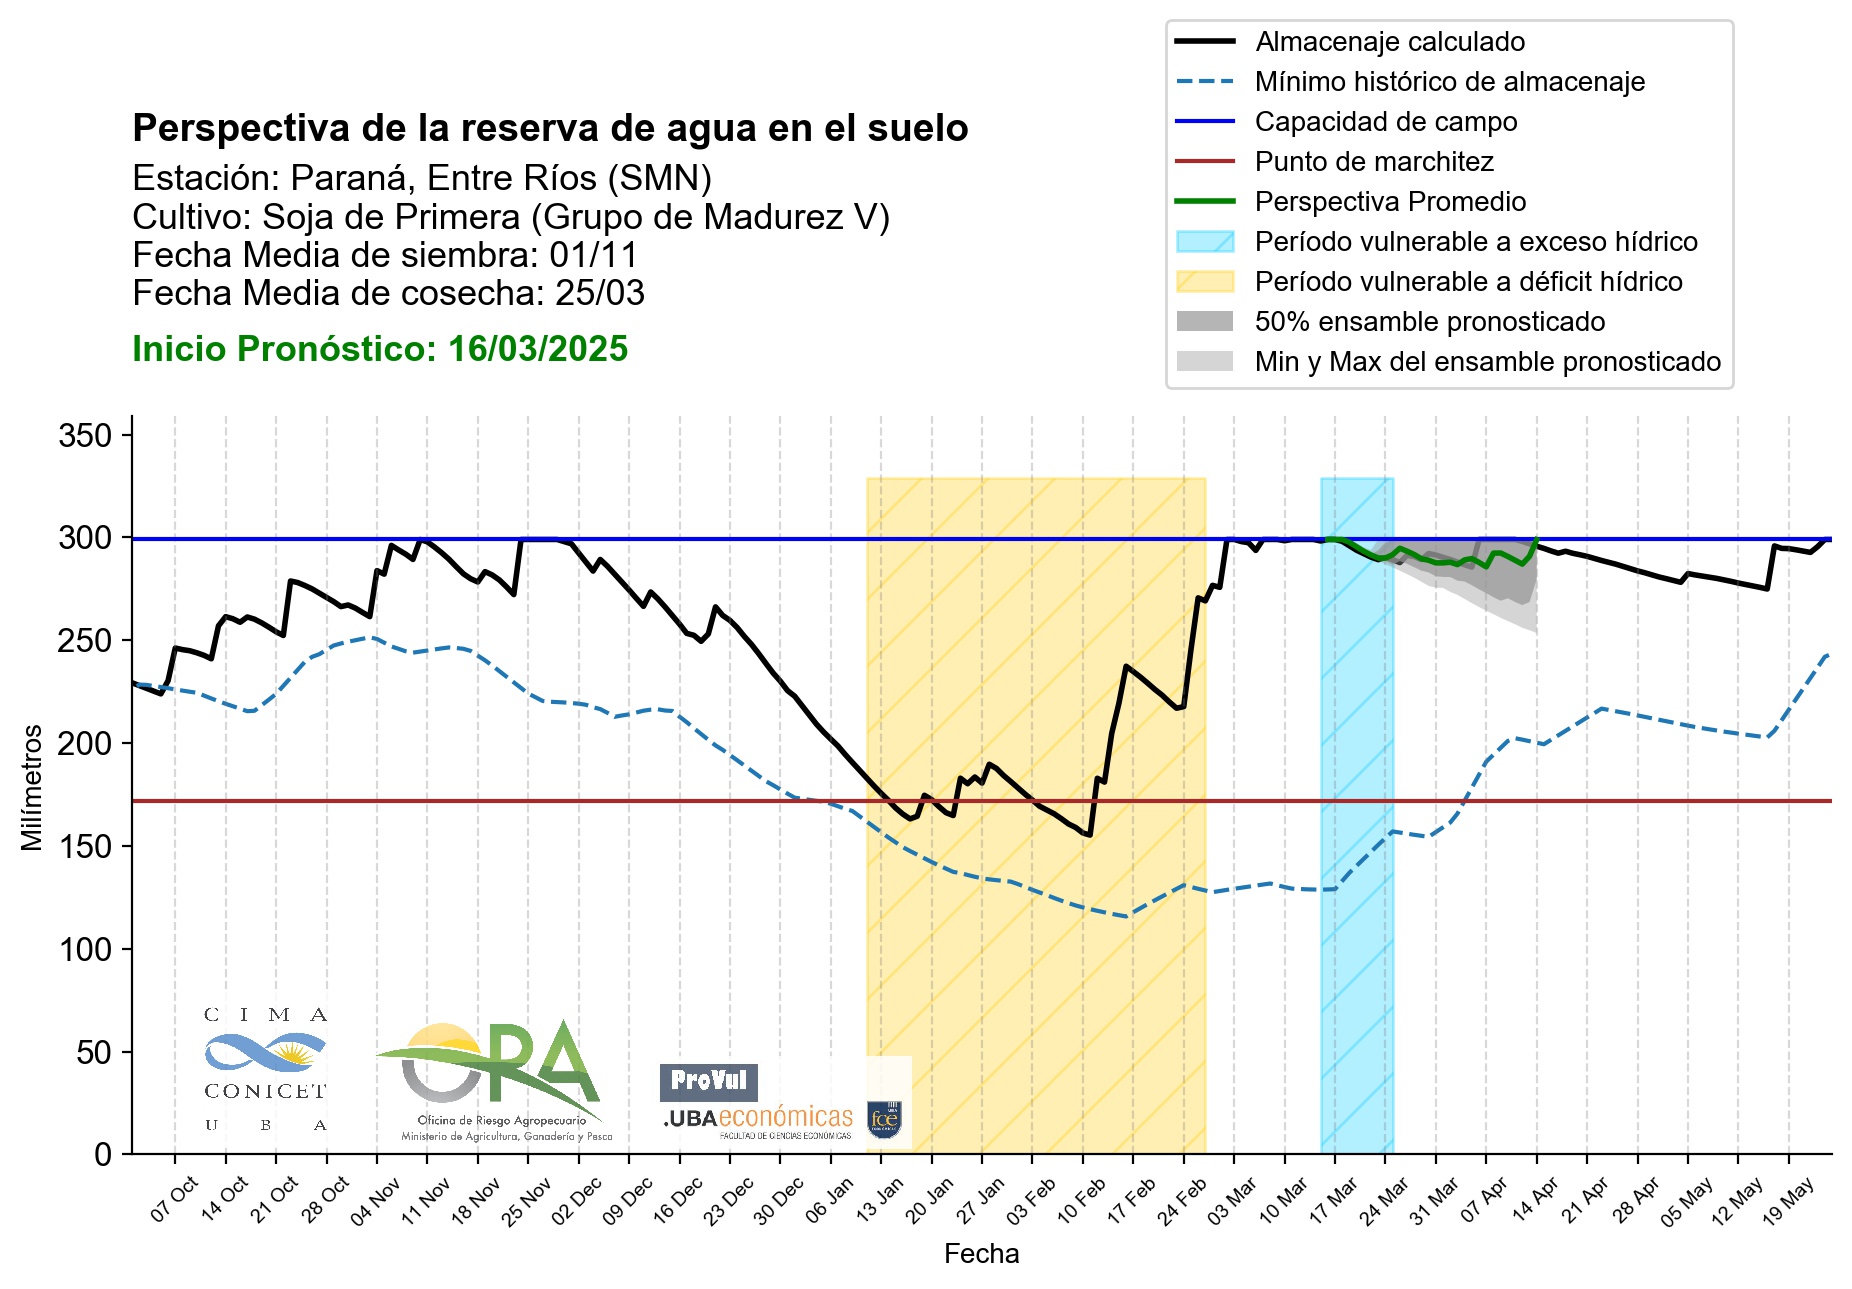 Almacenaje calculado
Mínimo histórico de almacenaje
Capacidad de campo
Punto de marchitez
Perspectiva Promedio
Período vulnerable a exceso hídrico
Período vulnerable a déficit hídrico
50% ensamble pronosticado
Min y Max del ensamble pronosticado
Perspectiva de la reserva de agua en el suelo
Estación: Paraná, Entre Ríos (SMN)
Cultivo: Soja de Primera (Grupo de Madurez V)
Fecha Media de siembra: 01/11
Fecha Media de cosecha: 25/03
Inicio Pronóstico: 16/03/2025
350
300
250
200
150
100
50
0
Milímetros
CIMA
CONICET
UBA
ORA
Oficina de Riesgo Agropecuario
Ministerio de Agricultura, Ganadería y Pesca
ProVul
.UBAeconómicas
FACULTAD DE CIENCIAS ECONÓMICAS
UBA
fce
07 Oct
14 Oct
21 Oct
28 Oct
04 Nov
11 Nov
18 Nov
25 Nov
02 Dec
09 Dec
16 Dec
23 Dec
30 Dec
06 Jan
13 Jan
20 Jan
27 Jan
03 Feb
10 Feb
17 Feb
24 Feb
03 Mar
10 Mar
17 Mar
24 Mar
31 Mar
07 Apr
14 Apr
21 Apr
28 Apr
05 May
12 May
19 May
Fecha